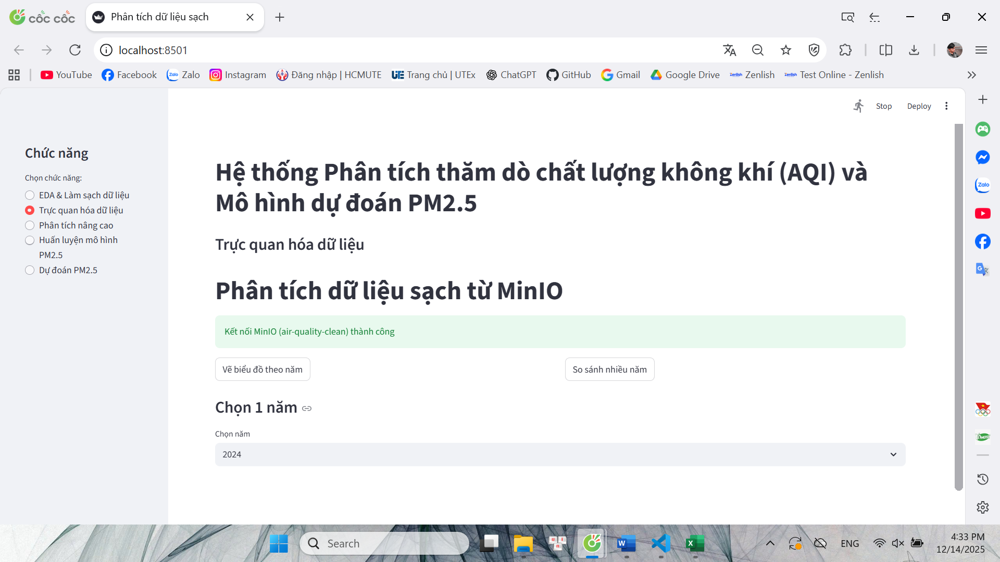 cốc cốc
Phân tích dữ liệu sạch
localhost:8501
YouTube
Facebook
Zalo
Instagram
Đăng nhập | HCMUTE
Trang chủ | UTEx
ChatGPT
GitHub
Gmail
Google Drive
Zenlish
Test Online - Zenlish
Stop
Deploy
Chức năng
Chọn chức năng:
EDA & Làm sạch dữ liệu
Trực quan hóa dữ liệu
Phân tích nâng cao
Huấn luyện mô hình
PM2.5
Dự đoán PM2.5
Hệ thống Phân tích thăm dò chất lượng không khí (AQI) và
Mô hình dự đoán PM2.5
Trực quan hóa dữ liệu
Phân tích dữ liệu sạch từ MinIO
Kết nối MinIO (air-quality-clean) thành công
Vẽ biểu đồ theo năm
So sánh nhiều năm
Chọn 1 năm
Chọn năm
2024
Search
ENG
4:33 PM
12/14/2025